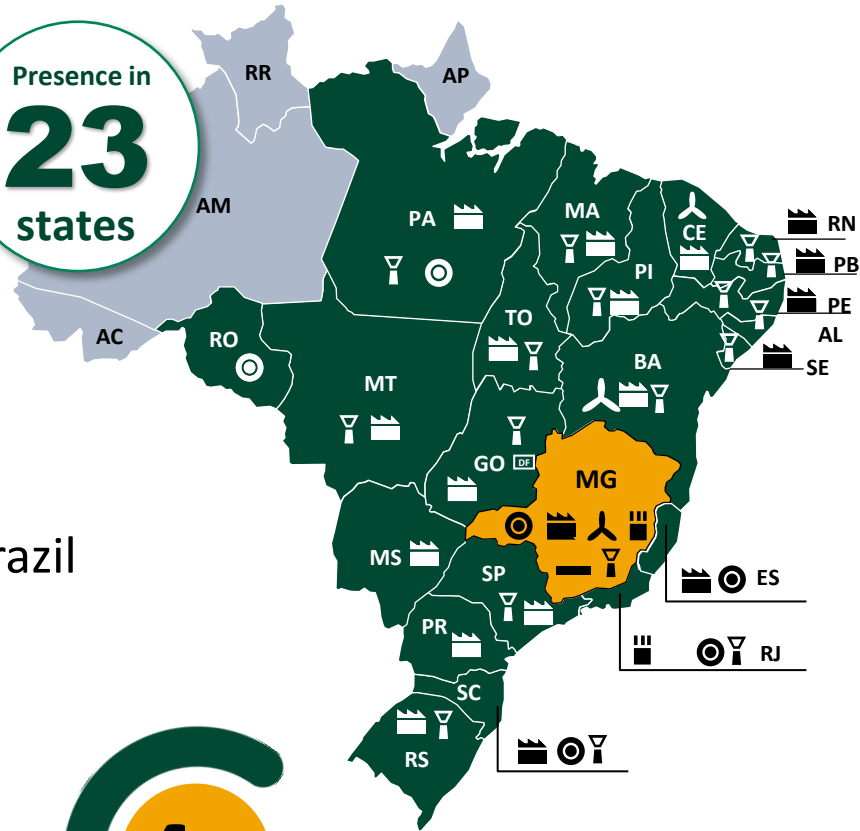 Presence in
23
states
RR
AP
AM
PA
MA
CE
RN
PI
PB
PE
TO
AL
AC
RO
BA
SE
MT
GO
DF
MG
razil
MS
SP
ES
PR
RJ
SC
RS